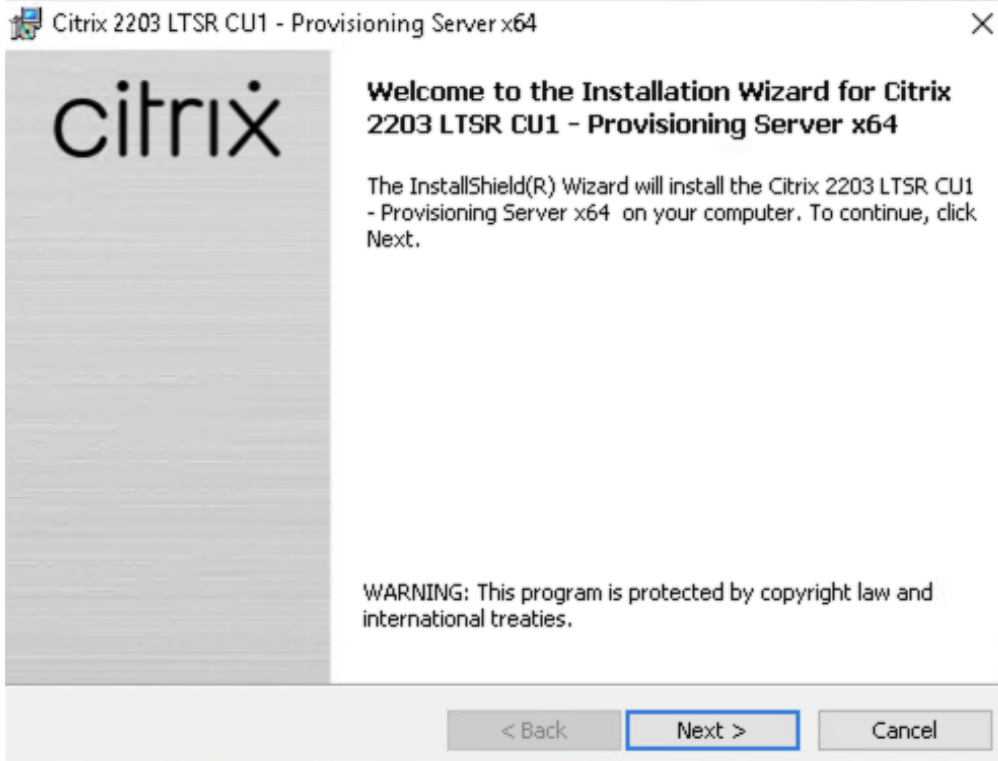 Citrix 2203 LTSR CU1 - Provisioning Server x64
citrix
Welcome to the Installation Wizard for Citrix
2203 LTSR CU1 - Provisioning Server x64
The InstallShield(R) Wizard will install the Citrix 2203 LTSR CU1
- Provisioning Server x64 on your computer. To continue, click
Next.
WARNING: This program is protected by copyright law and
international treaties.
< Back
Next >
Cancel